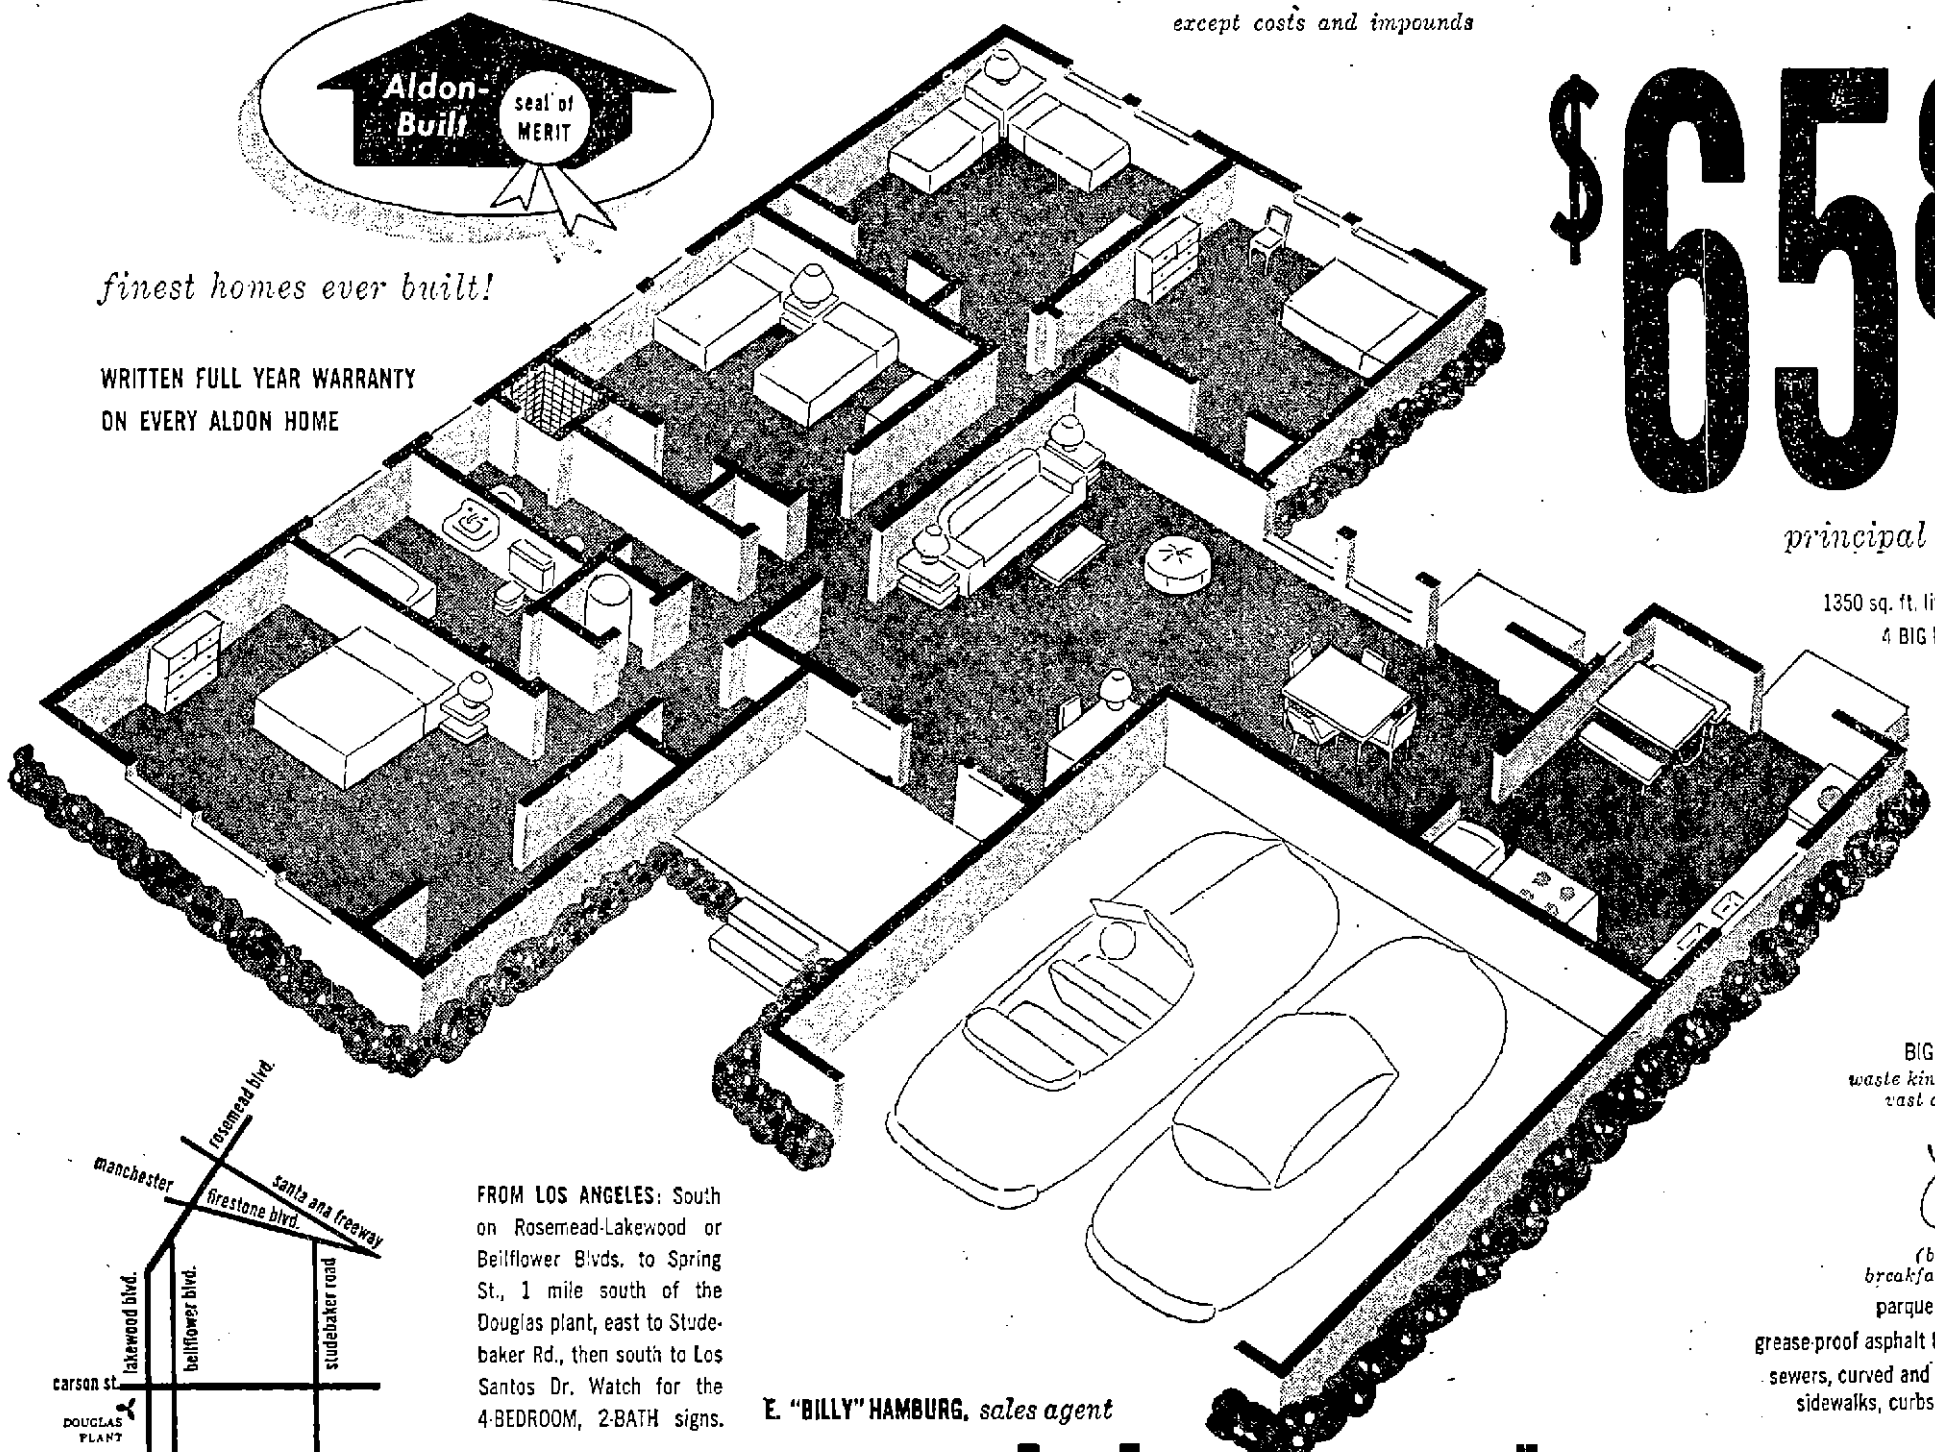 except costs and impounds
Aldon-
Built
seal of
MERIT
finest homes ever built!
WRITTEN FULL YEAR WARRANTY
ON EVERY ALDON HOME
$65
principal
1350 sq. ft.
4 BIG
BIG
waste
vast
breakfa
parque
grease-proof asphalt
sewers, curved and
sidewalks, curbs
rosemead blvd.
manchester
santa ana freeway
firestone blvd.
lakewood blvd.
bellflower blvd.
studebaker road
carson st.
DOUGLAS
PLANT
FROM LOS ANGELES: South
on Rosemead-Lakewood or
Bellflower Blvds. to Spring
St., 1 mile south of the
Douglas plant, east to Stude-
baker Rd., then south to Los
Santos Dr. Watch for the
4-BEDROOM, 2-BATH signs.
E. "BILLY" HAMBURG, sales agent